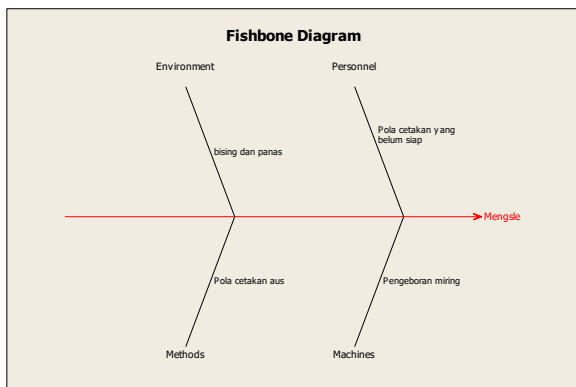 Fishbone Diagram
Environment
Personnel
Pola cetakan yang
belum siap
bising dan panas
Mengsle
Pola cetakan aus
Pengeboran miring
Methods
Machines